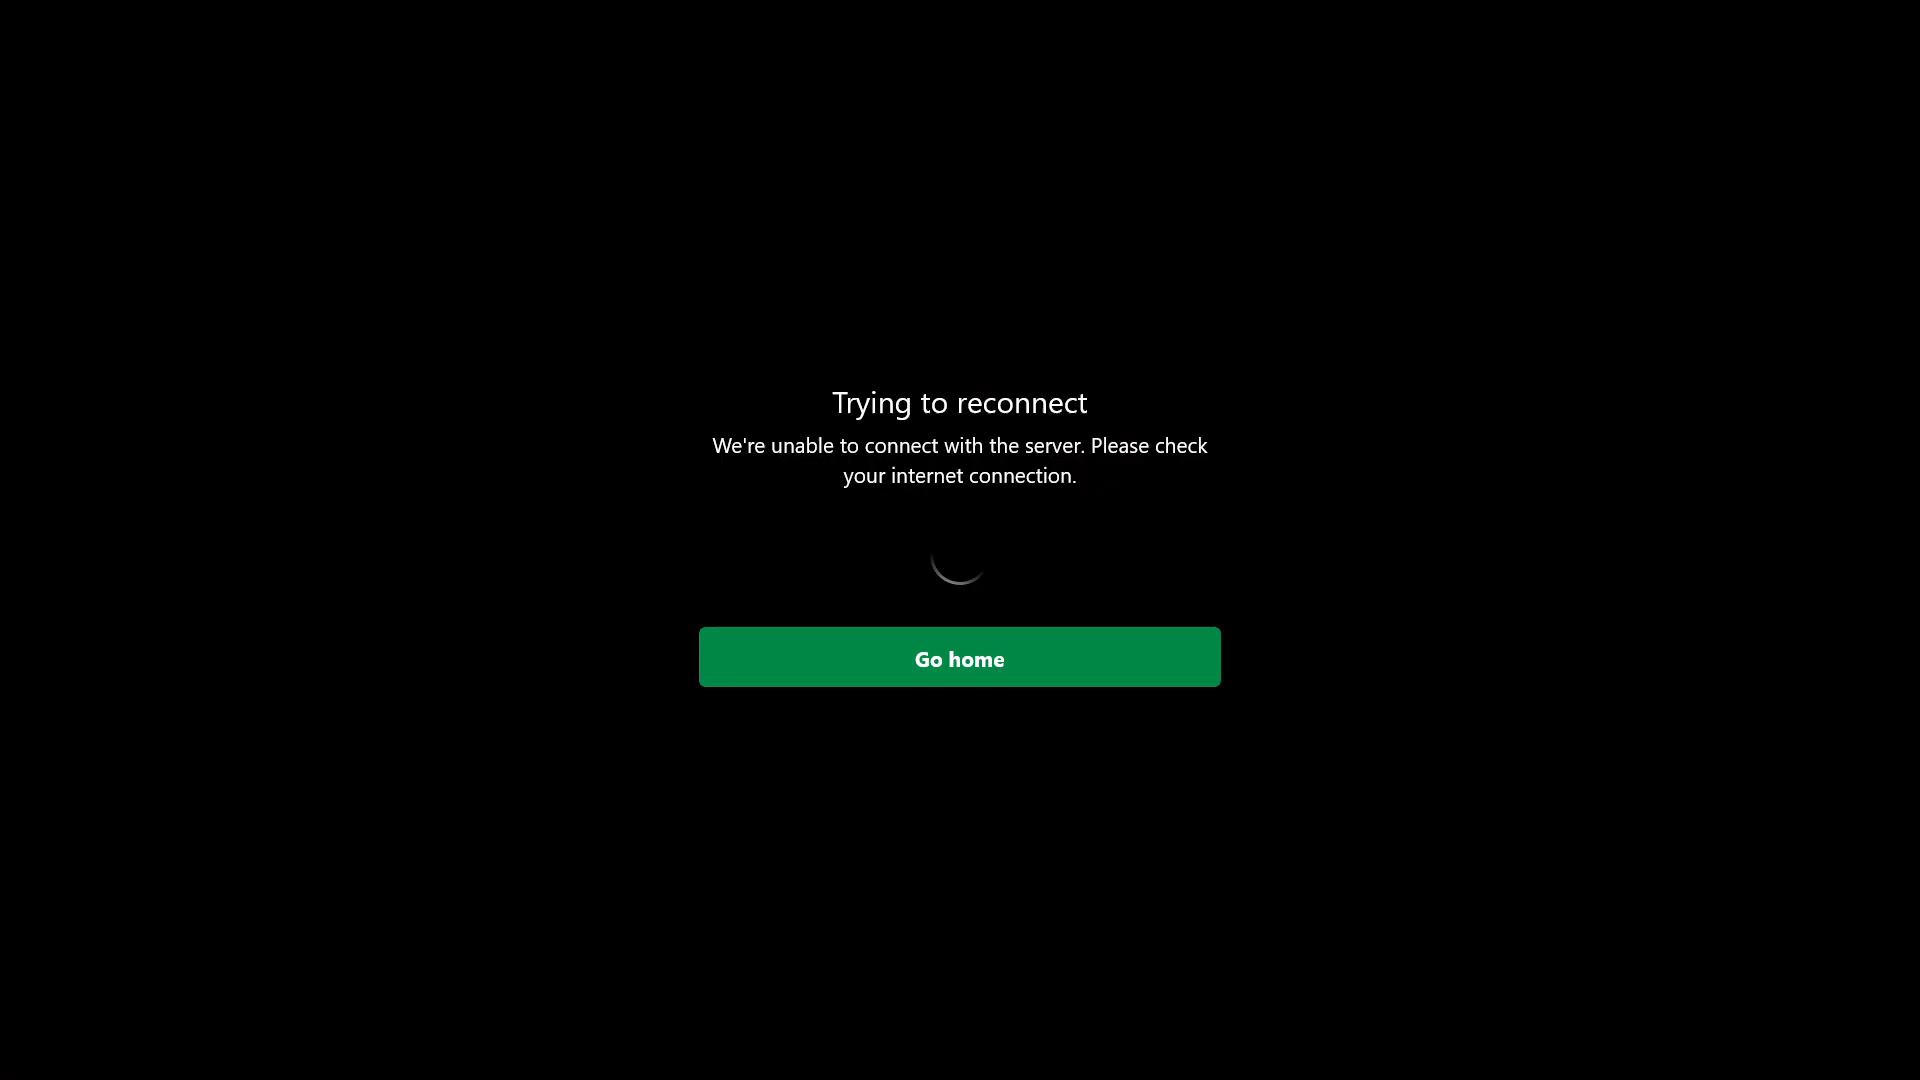 Trying to reconnect
We're unable to connect with the server. Please check
your internet connection.
Go home